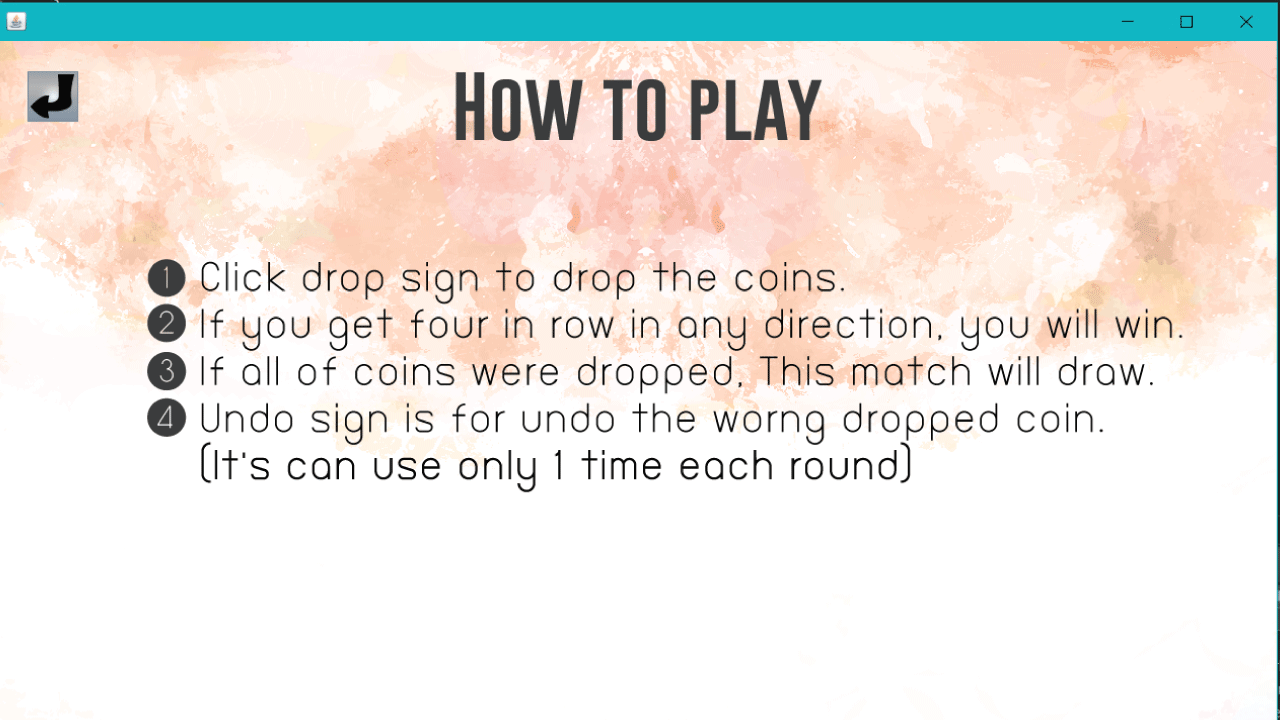 How to play
1 Click drop sign to drop the coins.
2 If you get four in row in any direction, you will win.
3 If all of coins were dropped, This match will draw.
4 Undo sign is for undo the worng dropped coin.
(It's can use only 1 time each round)